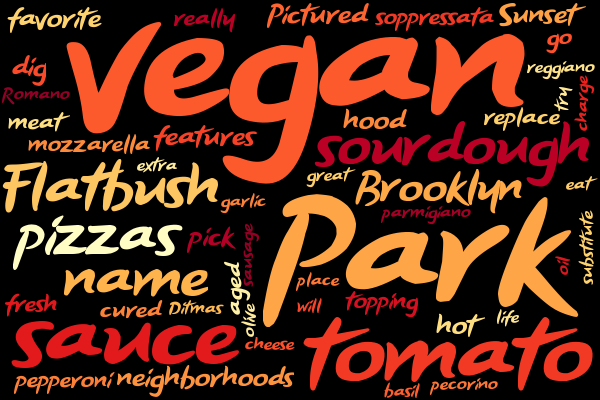 favorite
really
Pictured
soppressata
Sunset
vegan
go
dig
reggiano
Romano
try
charge
meat
hood
replace
mozzarella
features
sourdough
extra
great
Flatbush
Brooklyn
eat
garlic
parmigiano
pizzas
pick
Park
sausage
substitute
name
aged
place
oil
fresh
cured
Ditmas
olive
will
topping
life
hot
sauce
cheese
tomato
pepperoni
neighborhoods
basil
pecorino